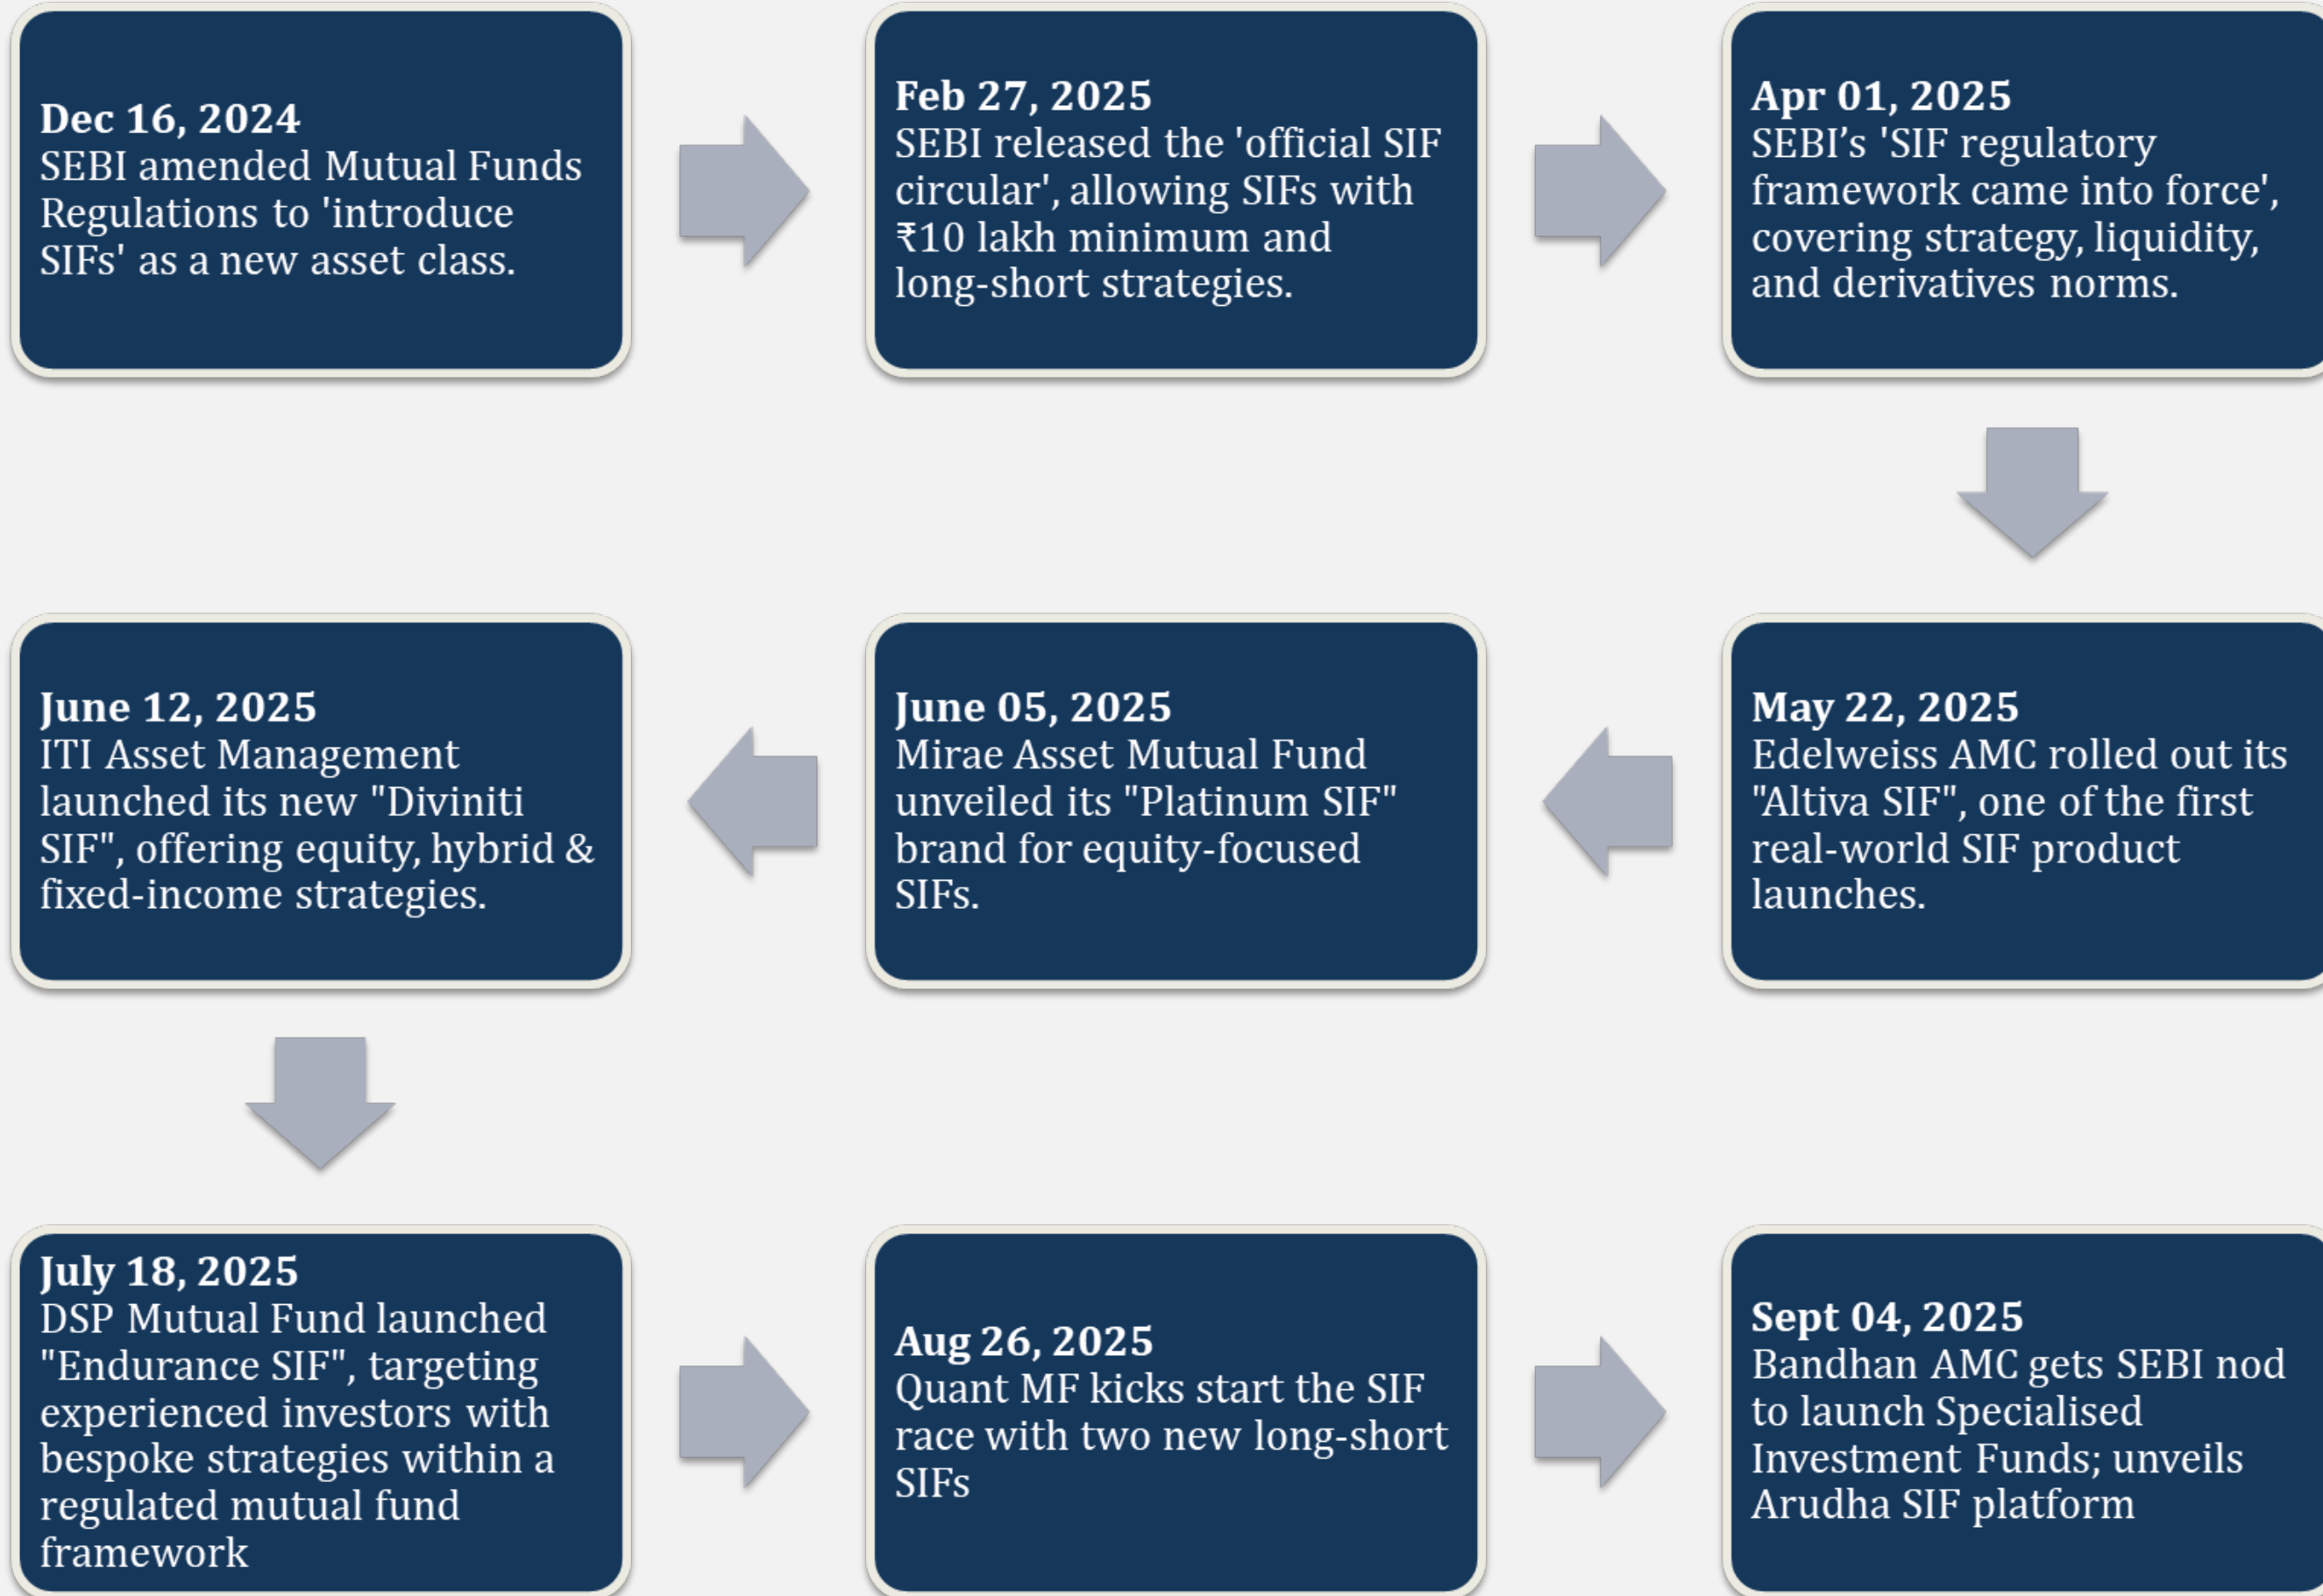 Dec 16, 2024
SEBI amended Mutual Funds
Regulations to 'introduce
SIFs' as a new asset class.
Feb 27, 2025
SEBI released the 'official SIF
circular', allowing SIFs with
₹10 lakh minimum and
long-short strategies.
Apr 01, 2025
SEBI’s 'SIF regulatory
framework came into force',
covering strategy, liquidity,
and derivatives norms.
May 22, 2025
Edelweiss AMC rolled out its
"Altiva SIF", one of the first
real-world SIF product
launches.
June 05, 2025
Mirae Asset Mutual Fund
unveiled its "Platinum SIF"
brand for equity-focused
SIFs.
June 12, 2025
ITI Asset Management
launched its new "Diviniti
SIF", offering equity, hybrid &
fixed-income strategies.
July 18, 2025
DSP Mutual Fund launched
"Endurance SIF", targeting
experienced investors with
bespoke strategies within a
regulated mutual fund
framework
Aug 26, 2025
Quant MF kicks start the SIF
race with two new long-short
SIFs
Sept 04, 2025
Bandhan AMC gets SEBI nod
to launch Specialised
Investment Funds; unveils
Arudha SIF platform